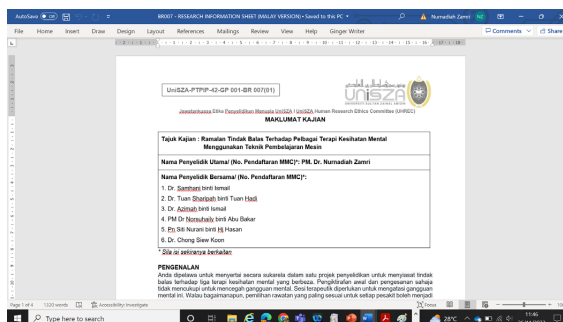 AutoSave On
BR007 - RESEARCH INFORMATION SHEET (MALAY VERSION) • Saved to this PC
Nurnadiah Zamri
NZ
File Home Insert Draw Design Layout References Mailings Review View Help Ginger Writer
Comments
Share
UniSZA-PTPIP-42-GP 001-BR 007(01)
UniSZA
UNIVERSITI SULTAN ZAINAL ABIDIN
Jawatankuasa Etika Penyelidikan Manusia UniSZA / UniSZA Human Research Ethics Committee (UHREC)
MAKLUMAT KAJIAN
Tajuk Kajian : Ramalan Tindak Balas Terhadap Pelbagai Terapi Kesihatan Mental
Menggunakan Teknik Pembelajaran Mesin
Nama Penyelidik Utama/ (No. Pendaftaran MMC)*: PM. Dr. Nurnadiah Zamri
Nama Penyelidik Bersama/ (No. Pendaftaran MMC)*:
1. Dr. Samhani binti Ismail
2. Dr. Tuan Sharipah binti Tuan Hadi
3. Dr. Azimah binti Ismail
4. PM Dr Norsuhaily binti Abu Bakar
5. Pn Siti Nurani binti Hj Hasan
6. Dr. Chong Siew Koon
* Sila isi sekiranya berkaitan
PENGENALAN
Anda dipelawa untuk menyertai secara sukarela dalam satu projek penyelidikan untuk menyiasat tindak
balas terhadap tiga terapi kesihatan mental yang berbeza. Pengiktirafan awal dan pengesanan sahaja
tidak mencukupi untuk mencegah gangguan mental. Sesi terapeutik diperlukan untuk mengatasi gangguan
mental ini. Walau bagaimanapun, pemilihan rawatan yang paling sesuai untuk setiap pesakit boleh menjadi
Page 1 of 4 1320 words Accessibility: Investigate
Focus
Type here to search
28°C
11:46